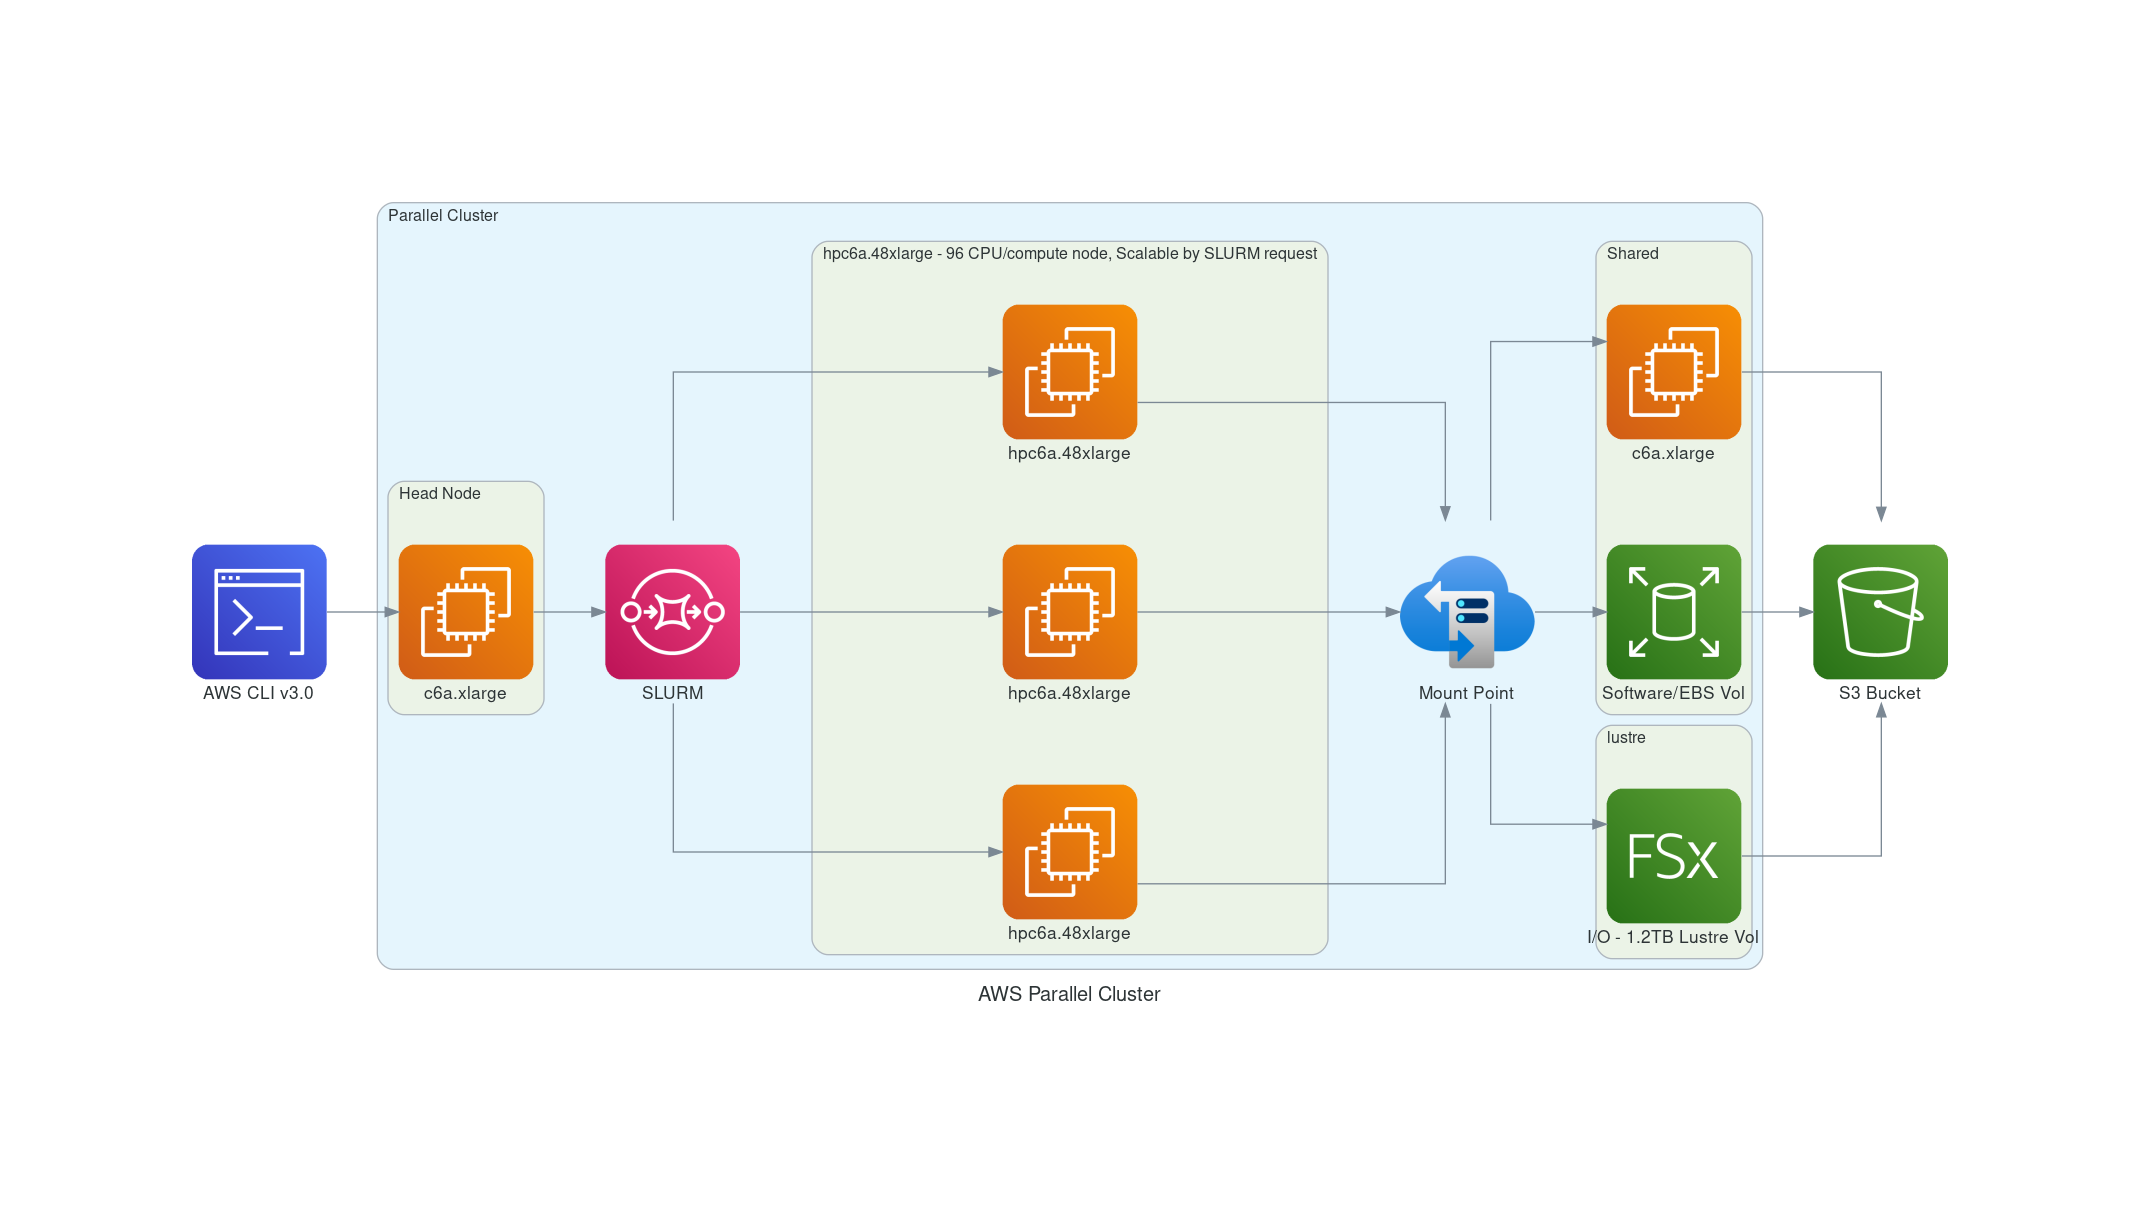 Parallel Cluster
hpc6a.48xlarge - 96 CPU/compute node, Scalable by SLURM request
Shared
hpc6a.48xlarge
c6a.xlarge
Head Node
AWS CLI v3.0
c6a.xlarge
SLURM
hpc6a.48xlarge
Mount Point
Software/EBS Vol
S3 Bucket
lustre
FSx
hpc6a.48xlarge
I/O - 1.2TB Lustre Vol
AWS Parallel Cluster